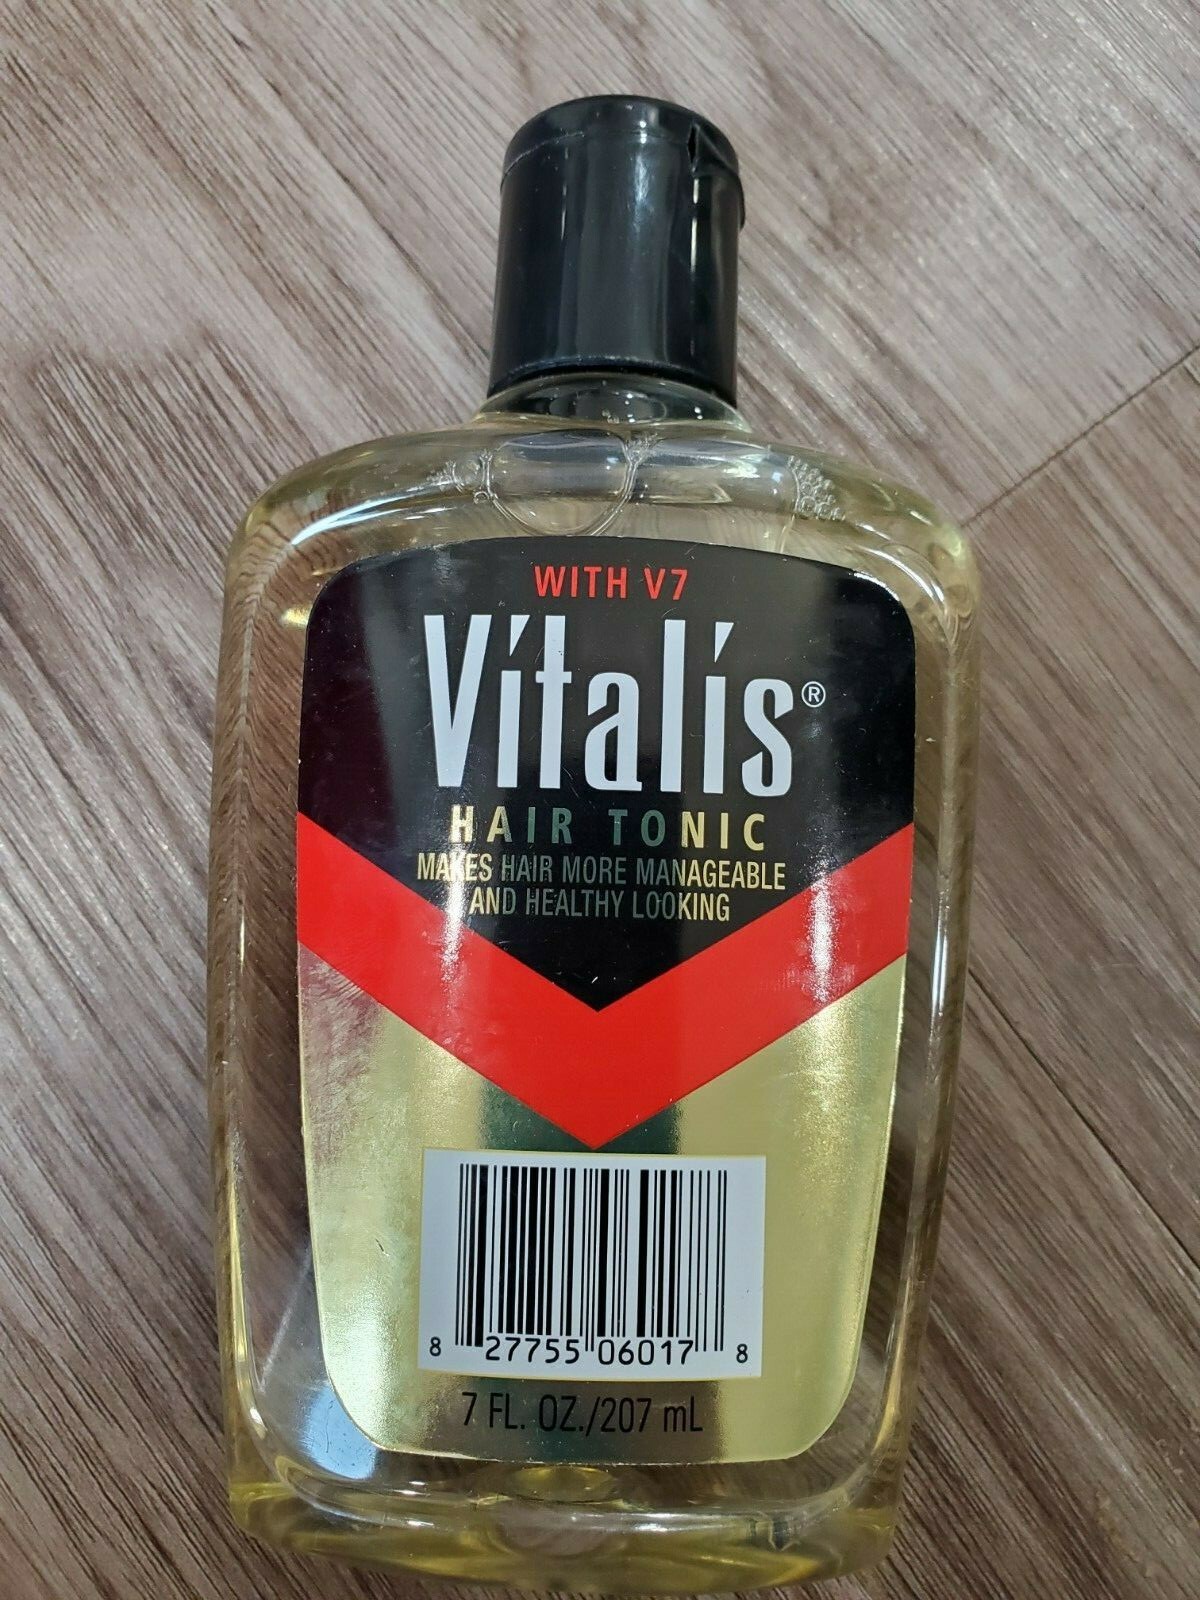 WITH V7
Vitalis®
HAIR TONIC
MAKES HAIR MORE MANAGEABLE
AND HEALTHY LOOKING
8 27755 06017 8
7 FL. OZ./207 mL